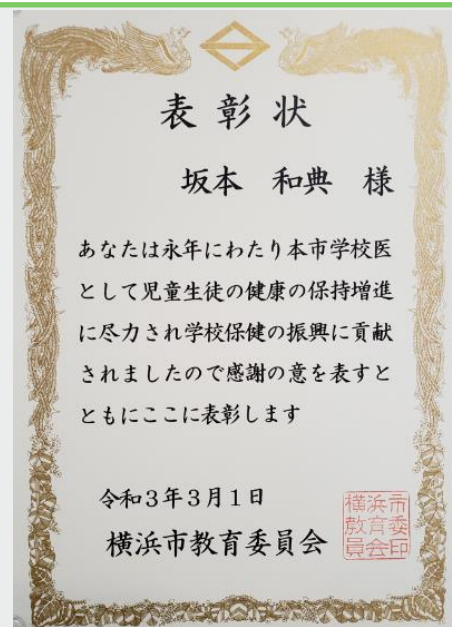 表彰状
坂本 和典 様
あなたは永年にわたり本市学校医
として児童生徒の健康の保持増進
に尽力され学校保健の振興に貢献
されましたので感謝の意を表すと
ともにここに表彰します
令和3年3月1日
横浜市教育委員会
横浜市
教育委
員会印